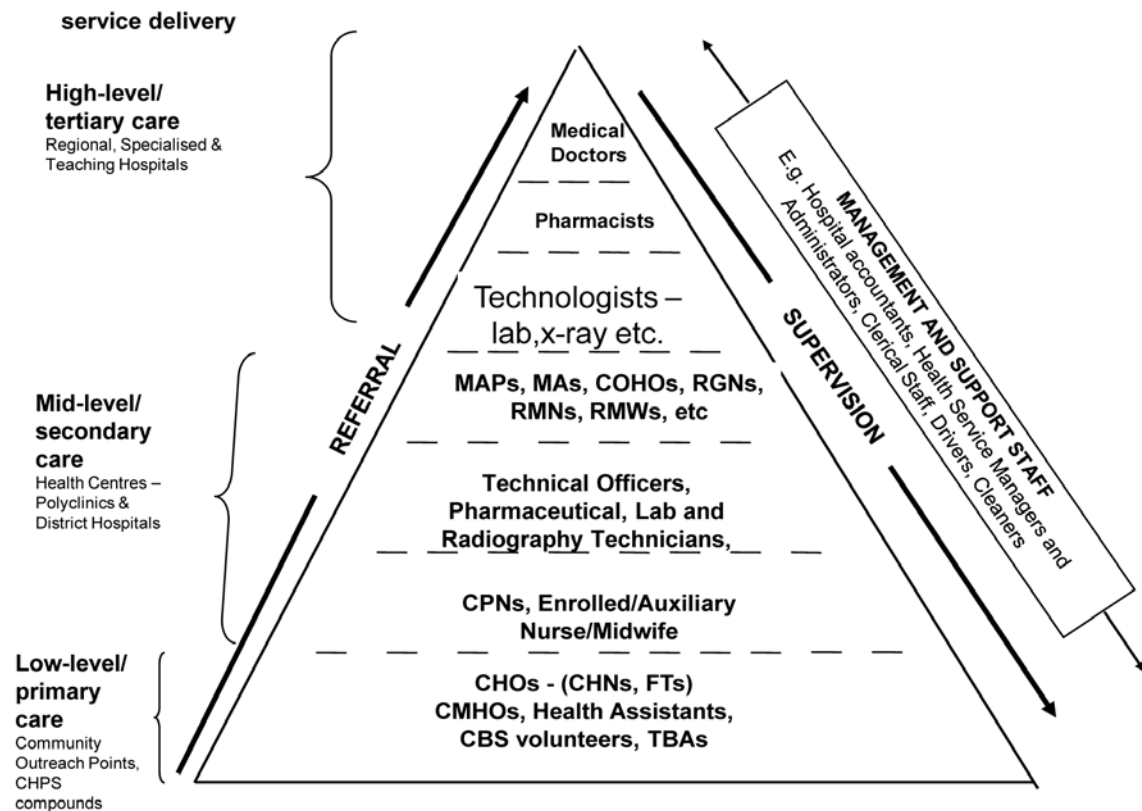 service delivery
High-level/
tertiary care
Regional, Specialised &
Teaching Hospitals
Mid-level/
secondary
care
Health Centres –
Polyclinics &
District Hospitals
Low-level/
primary
care
Community
Outreach Points,
CHPS
compounds
REFERRAL
Medical
Doctors
Pharmacists
Technologists –
lab,x-ray etc.
MAPs, MAs, COHOs, RGNs,
RMNs, RMWs, etc
Technical Officers,
Pharmaceutical, Lab and
Radiography Technicians,
CPNs, Enrolled/Auxiliary
Nurse/Midwife
CHOs - (CHNs, FTs)
CMHOs, Health Assistants,
CBS volunteers, TBAs
SUPERVISION
MANAGEMENT AND SUPPORT STAFF
E.g. Hospital accountants, Health Service Managers and
Administrators, Clerical Staff, Drivers, Cleaners